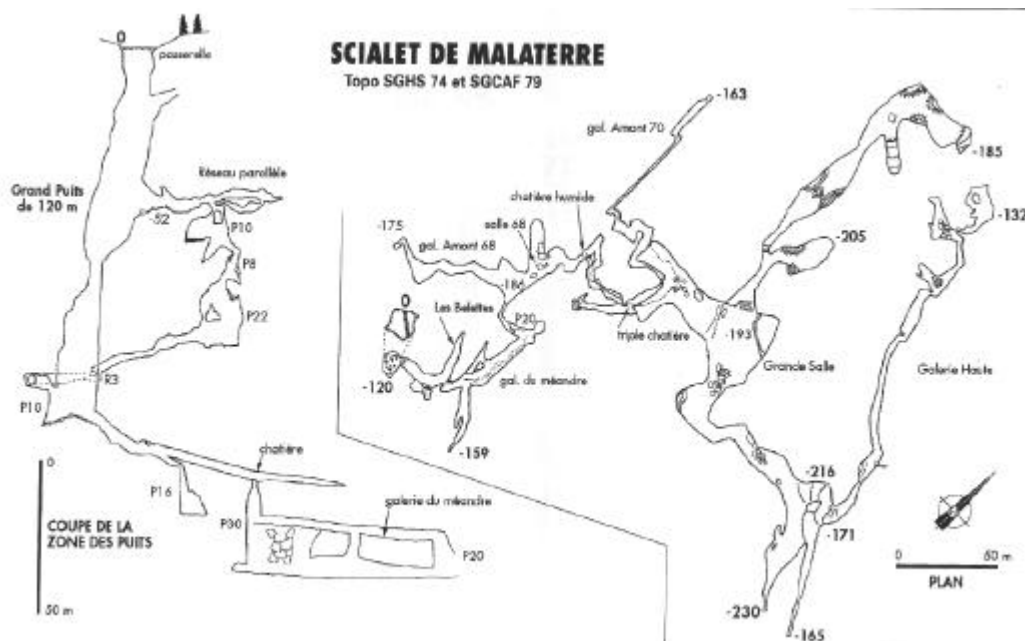 SCIALET DE MALATERRE
Topo SGHS 74 et SGCAF 79
0
passerelle
Grand Puits
de 120 m
Réseau parallèle
-52
P10
P8
P22
R3
P10
chatière
P16
P30
galerie du méandre
P20
0
COUPE DE LA
ZONE DES PUITS
50 m
-163
gal. Amont 70
-185
chatière humide
-132
-175
salle 68
gal. Amont 68
-205
-186
0
Les Belettes
P20
triple chatière
-193
-120
Grande Salle
Galerie Haute
gal. du méandre
-159
-216
-171
0
50 m
PLAN
-230
-165